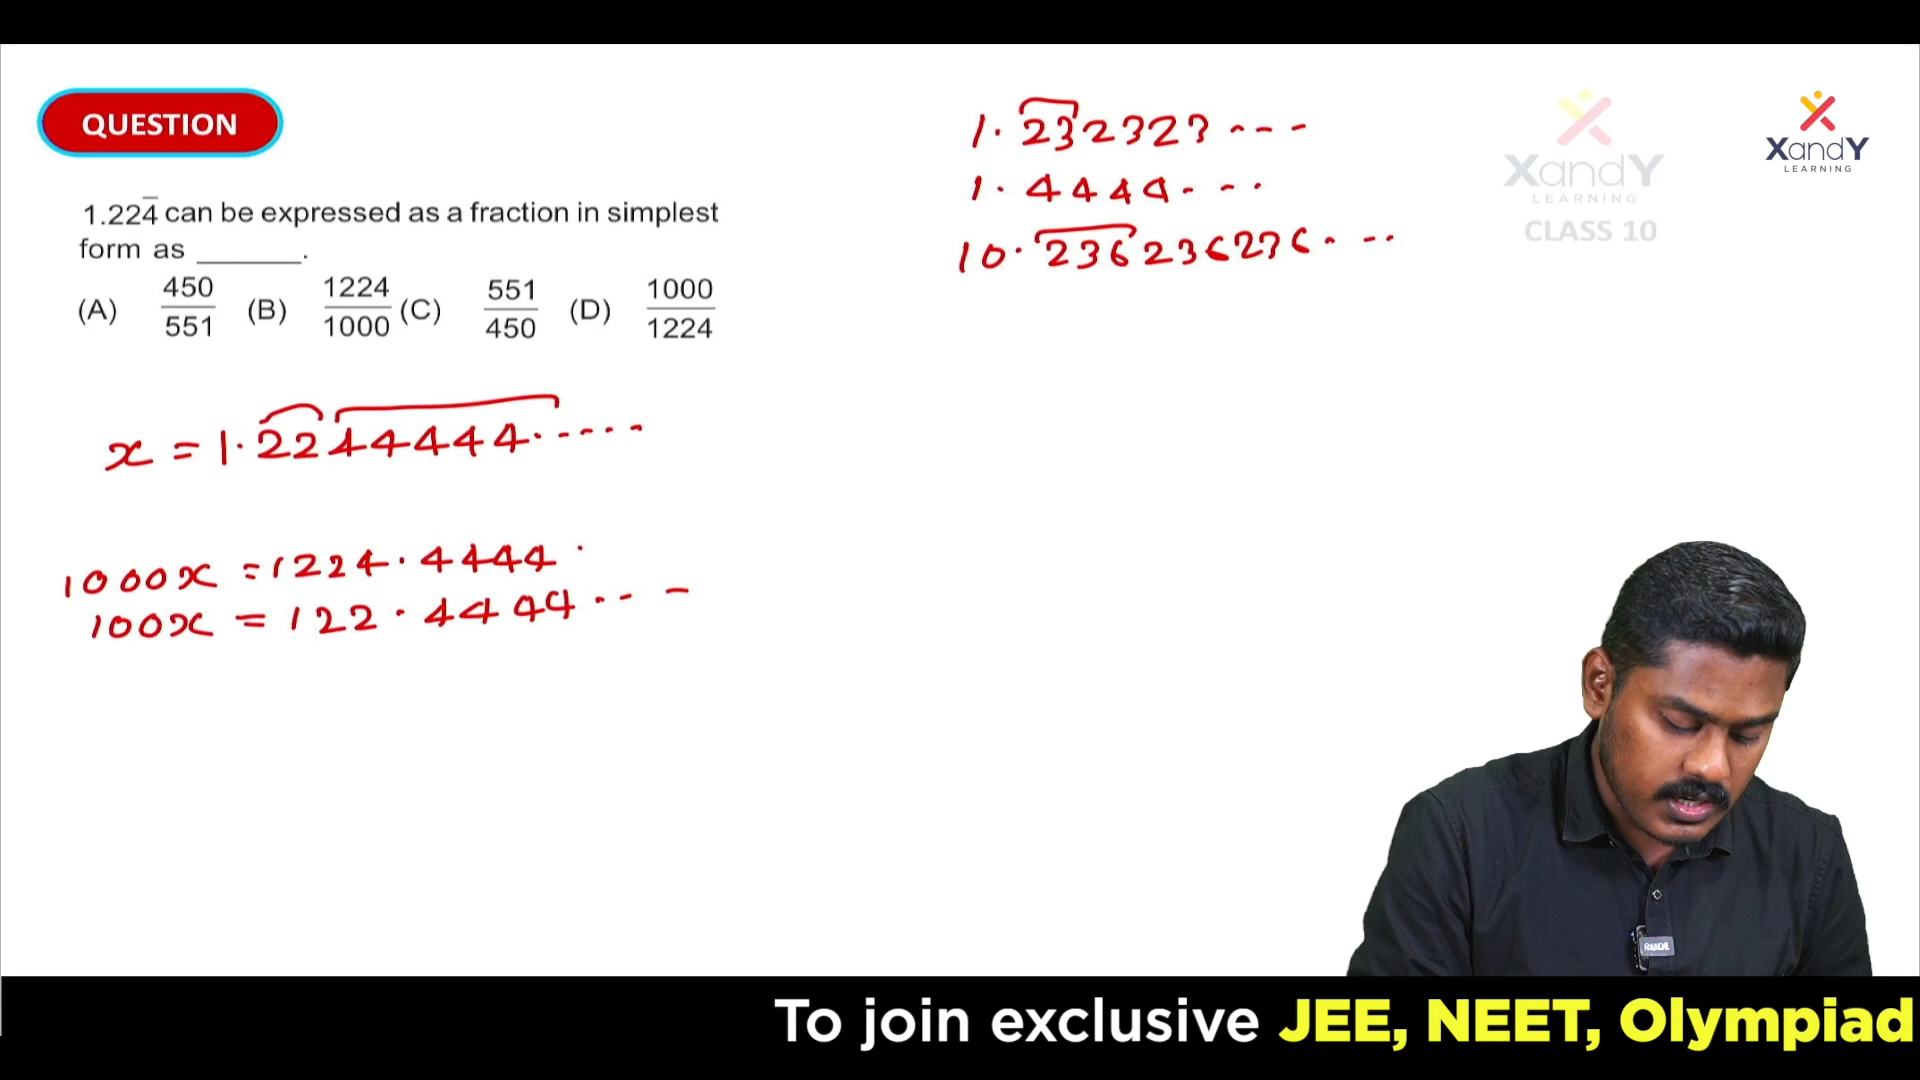 QUESTION
1.224̅ can be expressed as a fraction in simplest
form as _______.
(A) 450/551 (B) 1224/1000 (C) 551/450 (D) 1000/1224
x = 1.2244444.....
1000x = 1224.4444 .
100x = 122.4444... -
1.232323---
1.4444---
10.236236236---
XandY
LEARNING
CLASS 10
XandY
LEARNING
RODE
To join exclusive JEE, NEET, Olympiad